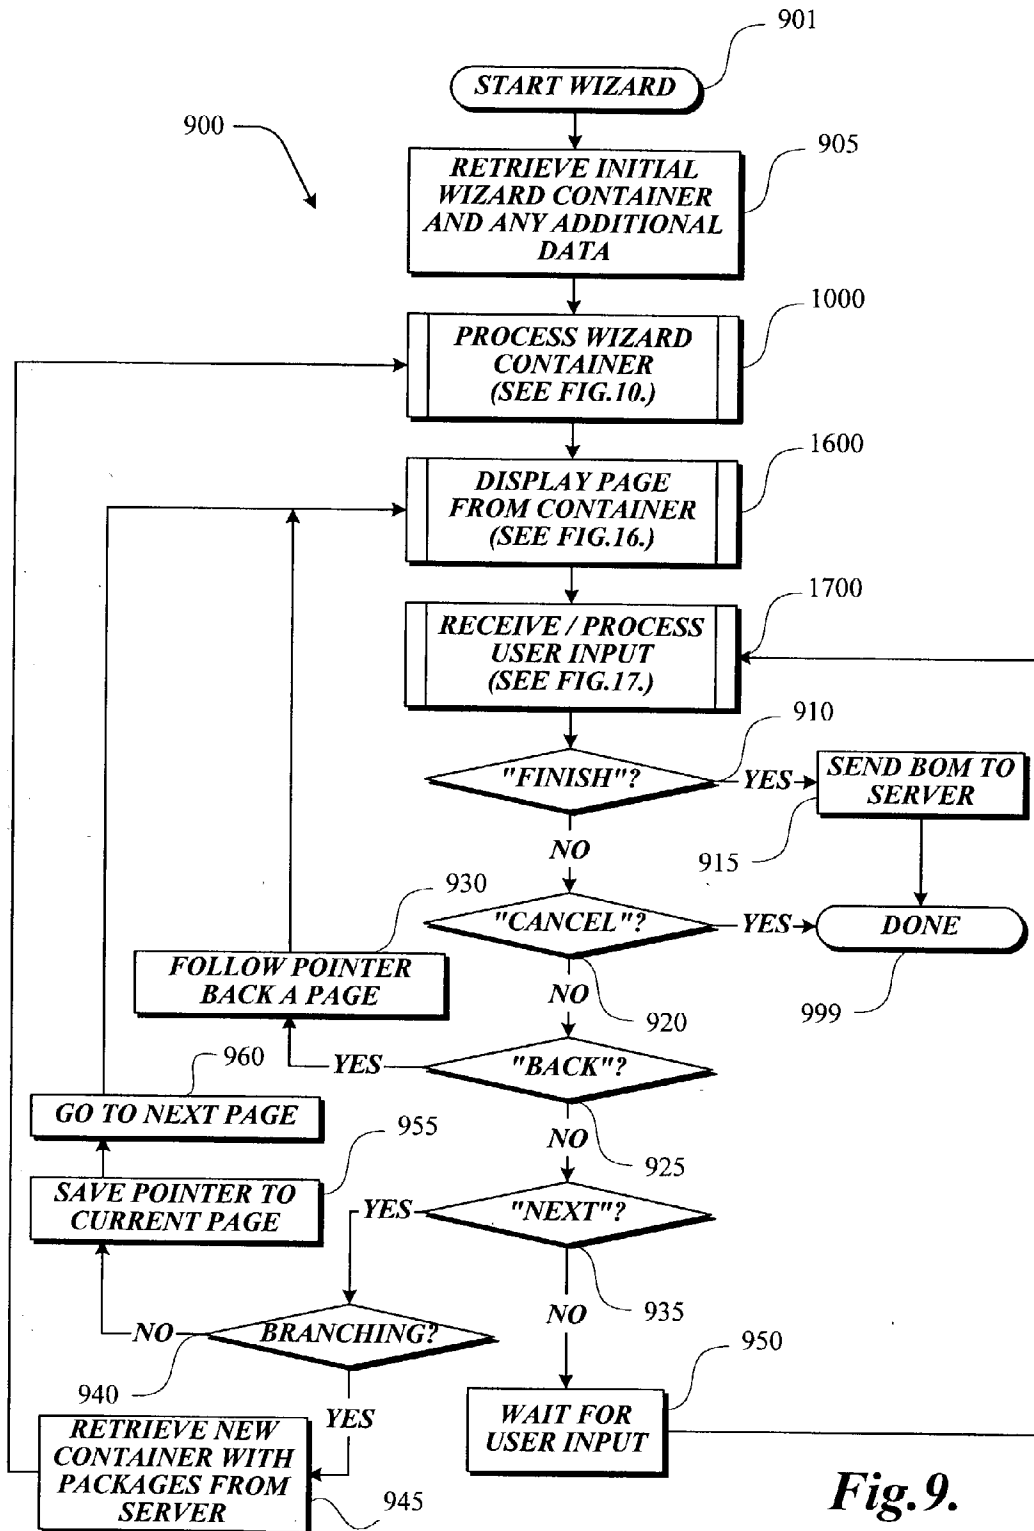 901
START WIZARD
900
905
RETRIEVE INITIAL
WIZARD CONTAINER
AND ANY ADDITIONAL
DATA
1000
PROCESS WIZARD
CONTAINER
(SEE FIG.10.)
1600
DISPLAY PAGE
FROM CONTAINER
(SEE FIG.16.)
1700
RECEIVE / PROCESS
USER INPUT
(SEE FIG.17.)
910
"FINISH"?
YES
SEND BOM TO
SERVER
915
NO
930
"CANCEL"?
YES
DONE
999
FOLLOW POINTER
BACK A PAGE
NO
920
960
YES
"BACK"?
GO TO NEXT PAGE
955
NO
925
SAVE POINTER TO
CURRENT PAGE
YES
"NEXT"?
935
NO
NO
BRANCHING?
940
950
YES
WAIT FOR
USER INPUT
RETRIEVE NEW
CONTAINER WITH
PACKAGES FROM
SERVER
945
Fig.9.